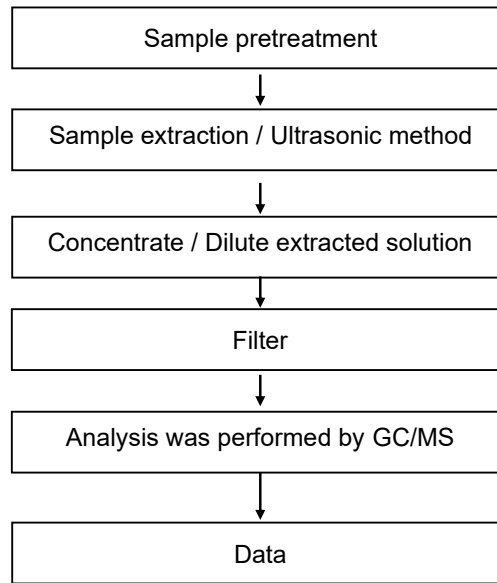 Sample pretreatment
Sample extraction / Ultrasonic method
Concentrate / Dilute extracted solution
Filter
Analysis was performed by GC/MS
Data